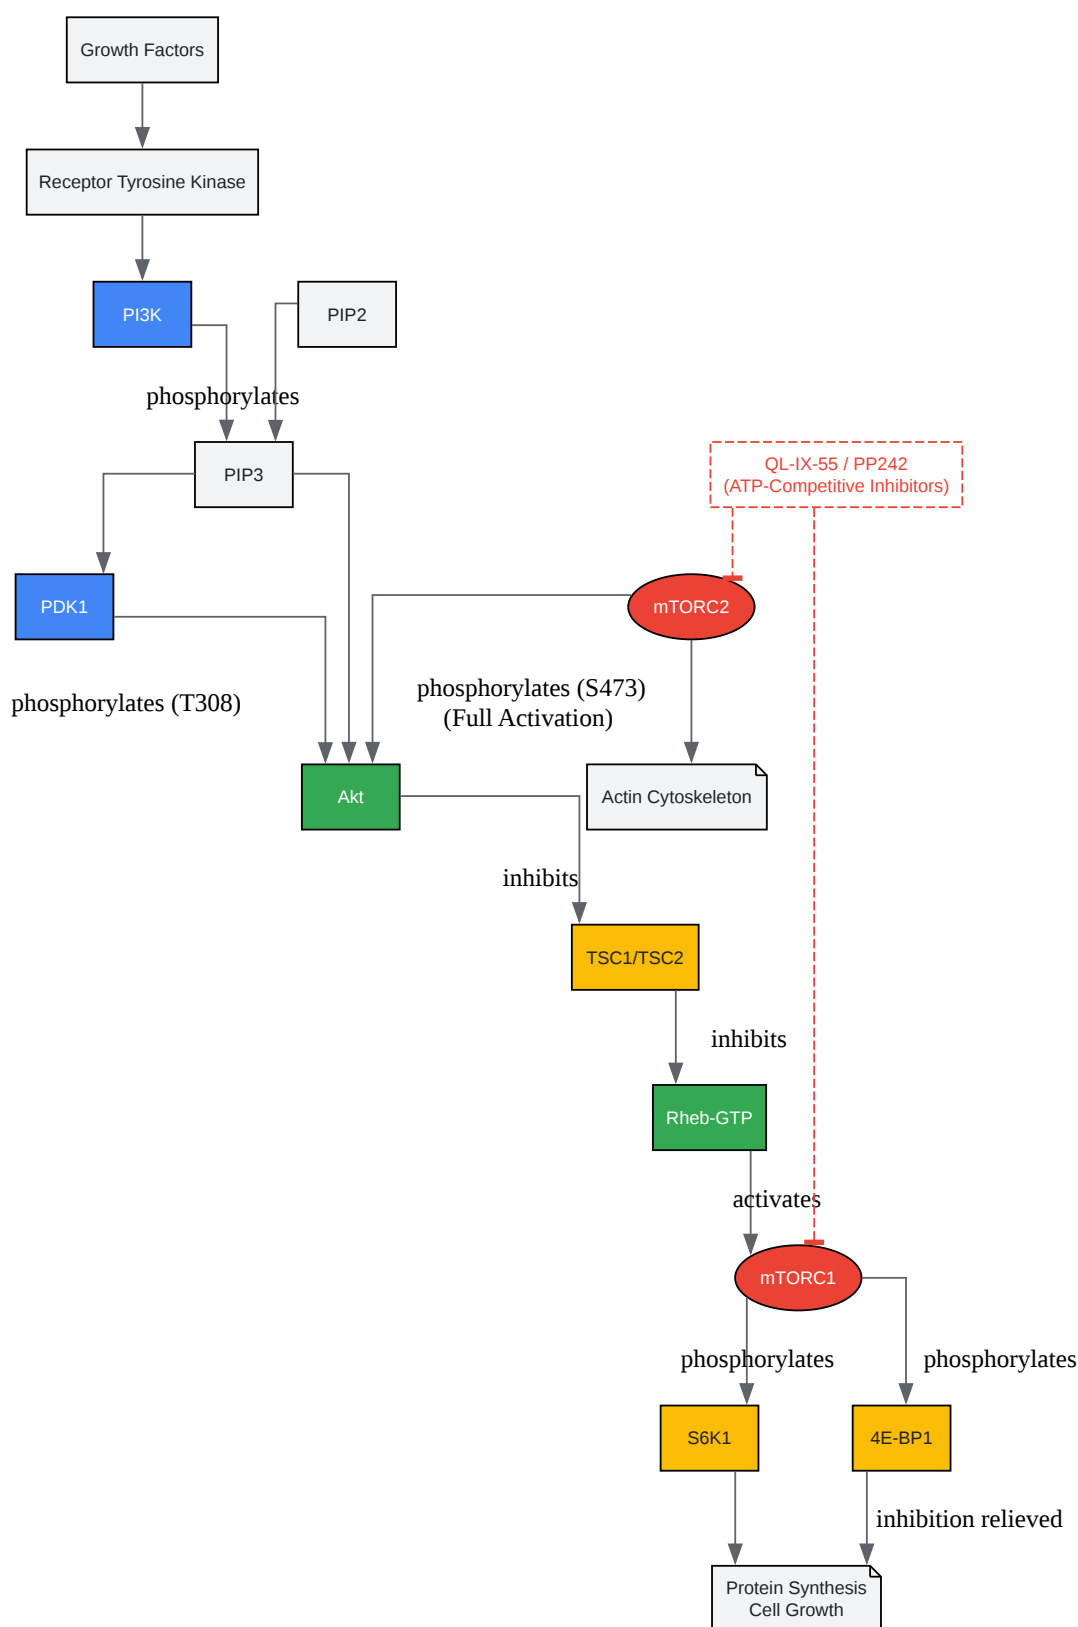 Growth Factors
Receptor Tyrosine Kinase
PI3K
PIP2
phosphorylates
PIP3
QL-IX-55 / PP242
(ATP-Competitive Inhibitors)
PDK1
mTORC2
phosphorylates (T308)
phosphorylates (S473)
(Full Activation)
Akt
Actin Cytoskeleton
inhibits
TSC1/TSC2
inhibits
Rheb-GTP
activates
mTORC1
phosphorylates
phosphorylates
S6K1
4E-BP1
inhibition relieved
Protein Synthesis
Cell Growth